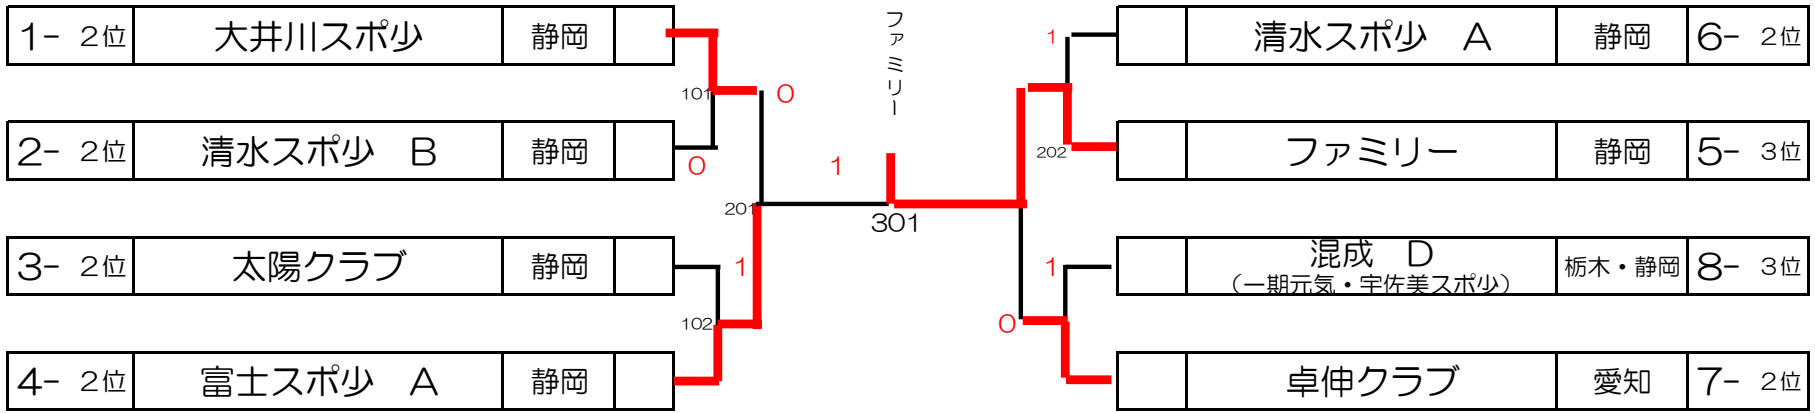 1- 2位 大井川スポ少 静岡
101
0
2- 2位 清水スポ少 B 静岡
0
201
3- 2位 太陽クラブ 静岡
1
102
4- 2位 富士スポ少 A 静岡
ファミリー
1
301
1
清水スポ少 A 静岡 6- 2位
202
ファミリー 静岡 5- 3位
1
混成 D
(一期元気・宇佐美スポ少)
栃木・静岡 8- 3位
0
卓伸クラブ 愛知 7- 2位